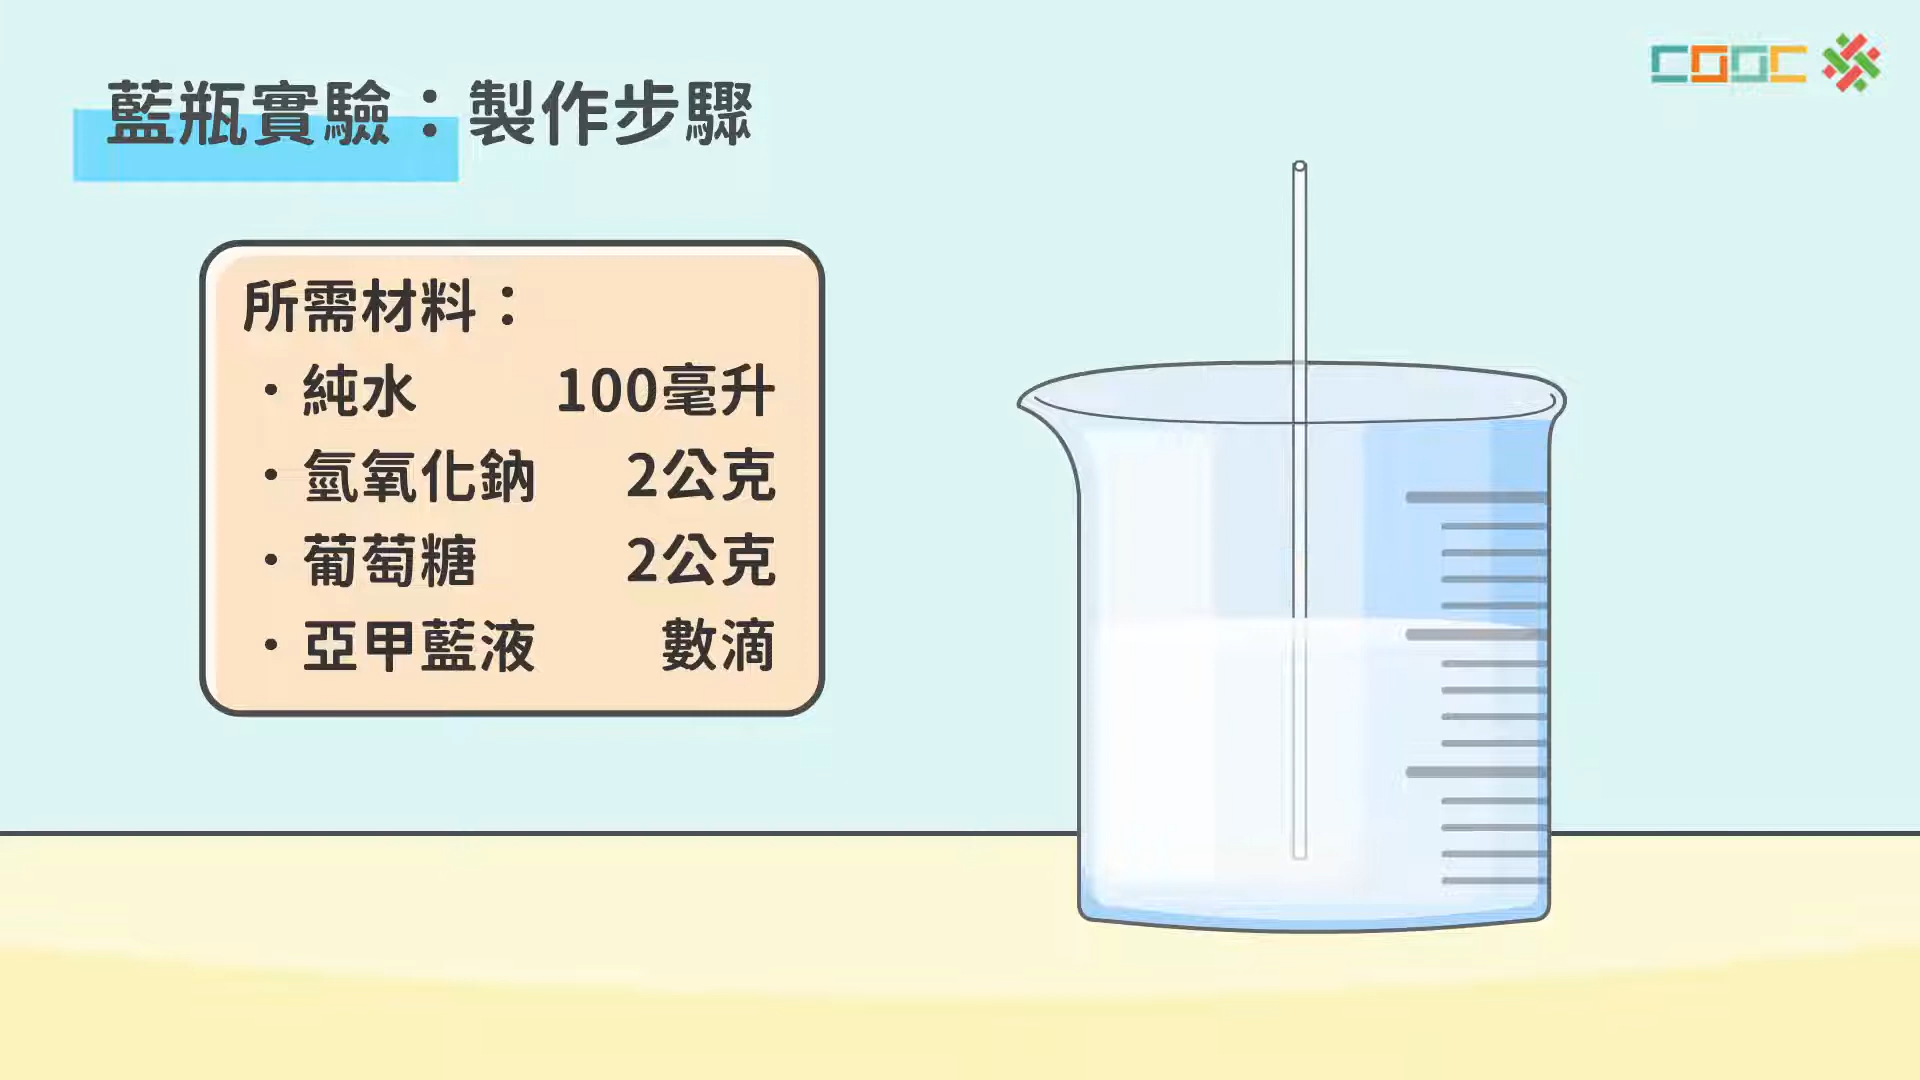 COOC
藍瓶實驗：製作步驟
所需材料：
・純水 100毫升
・氫氧化鈉 2公克
・葡萄糖 2公克
・亞甲藍液 數滴